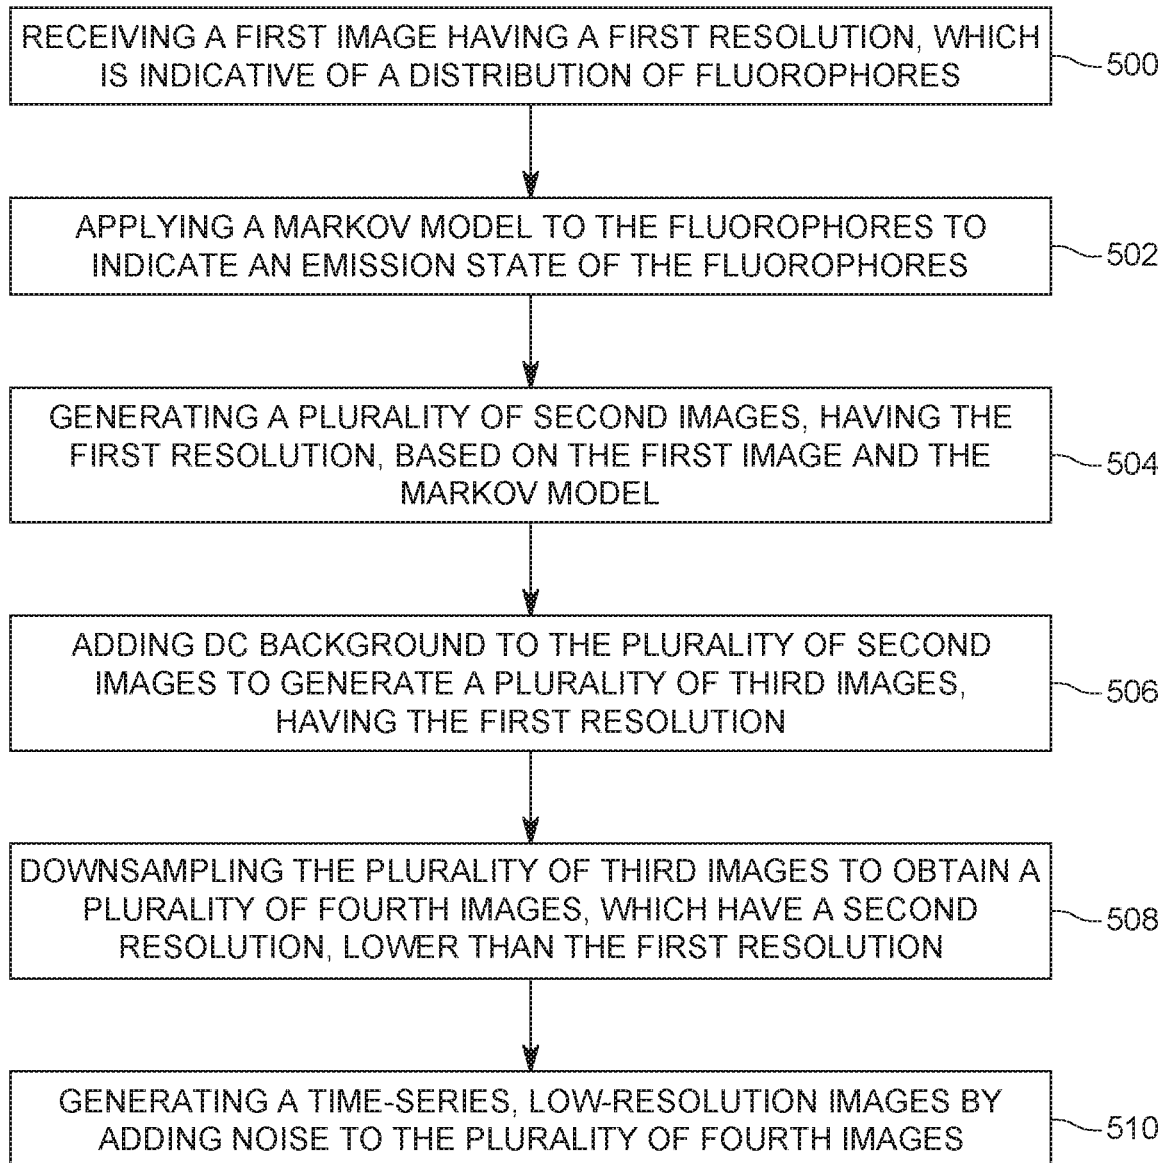 RECEIVING A FIRST IMAGE HAVING A FIRST RESOLUTION, WHICH
IS INDICATIVE OF A DISTRIBUTION OF FLUOROPHORES
500
APPLYING A MARKOV MODEL TO THE FLUOROPHORES TO
INDICATE AN EMISSION STATE OF THE FLUOROPHORES
502
GENERATING A PLURALITY OF SECOND IMAGES, HAVING THE
FIRST RESOLUTION, BASED ON THE FIRST IMAGE AND THE
MARKOV MODEL
504
ADDING DC BACKGROUND TO THE PLURALITY OF SECOND
IMAGES TO GENERATE A PLURALITY OF THIRD IMAGES,
HAVING THE FIRST RESOLUTION
506
DOWNSAMPLING THE PLURALITY OF THIRD IMAGES TO OBTAIN A
PLURALITY OF FOURTH IMAGES, WHICH HAVE A SECOND
RESOLUTION, LOWER THAN THE FIRST RESOLUTION
508
GENERATING A TIME-SERIES, LOW-RESOLUTION IMAGES BY
ADDING NOISE TO THE PLURALITY OF FOURTH IMAGES
510